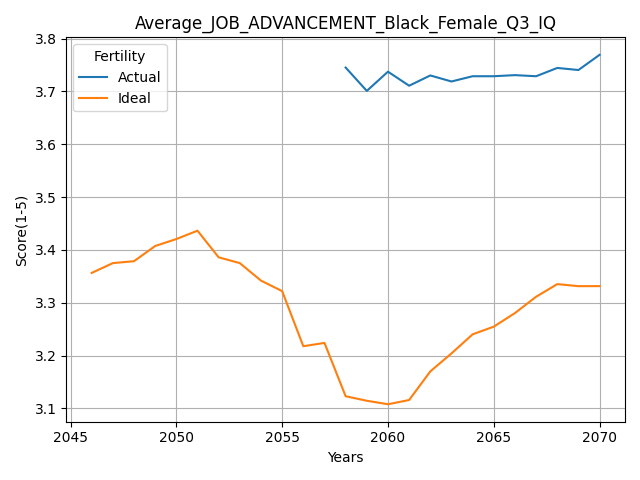 Average_JOB_ADVANCEMENT_Black_Female_Q3_IQ
Fertility
Actual
Ideal
Score(1-5)
3.8
3.7
3.6
3.5
3.4
3.3
3.2
3.1
2045 2050 2055 2060 2065 2070
Years